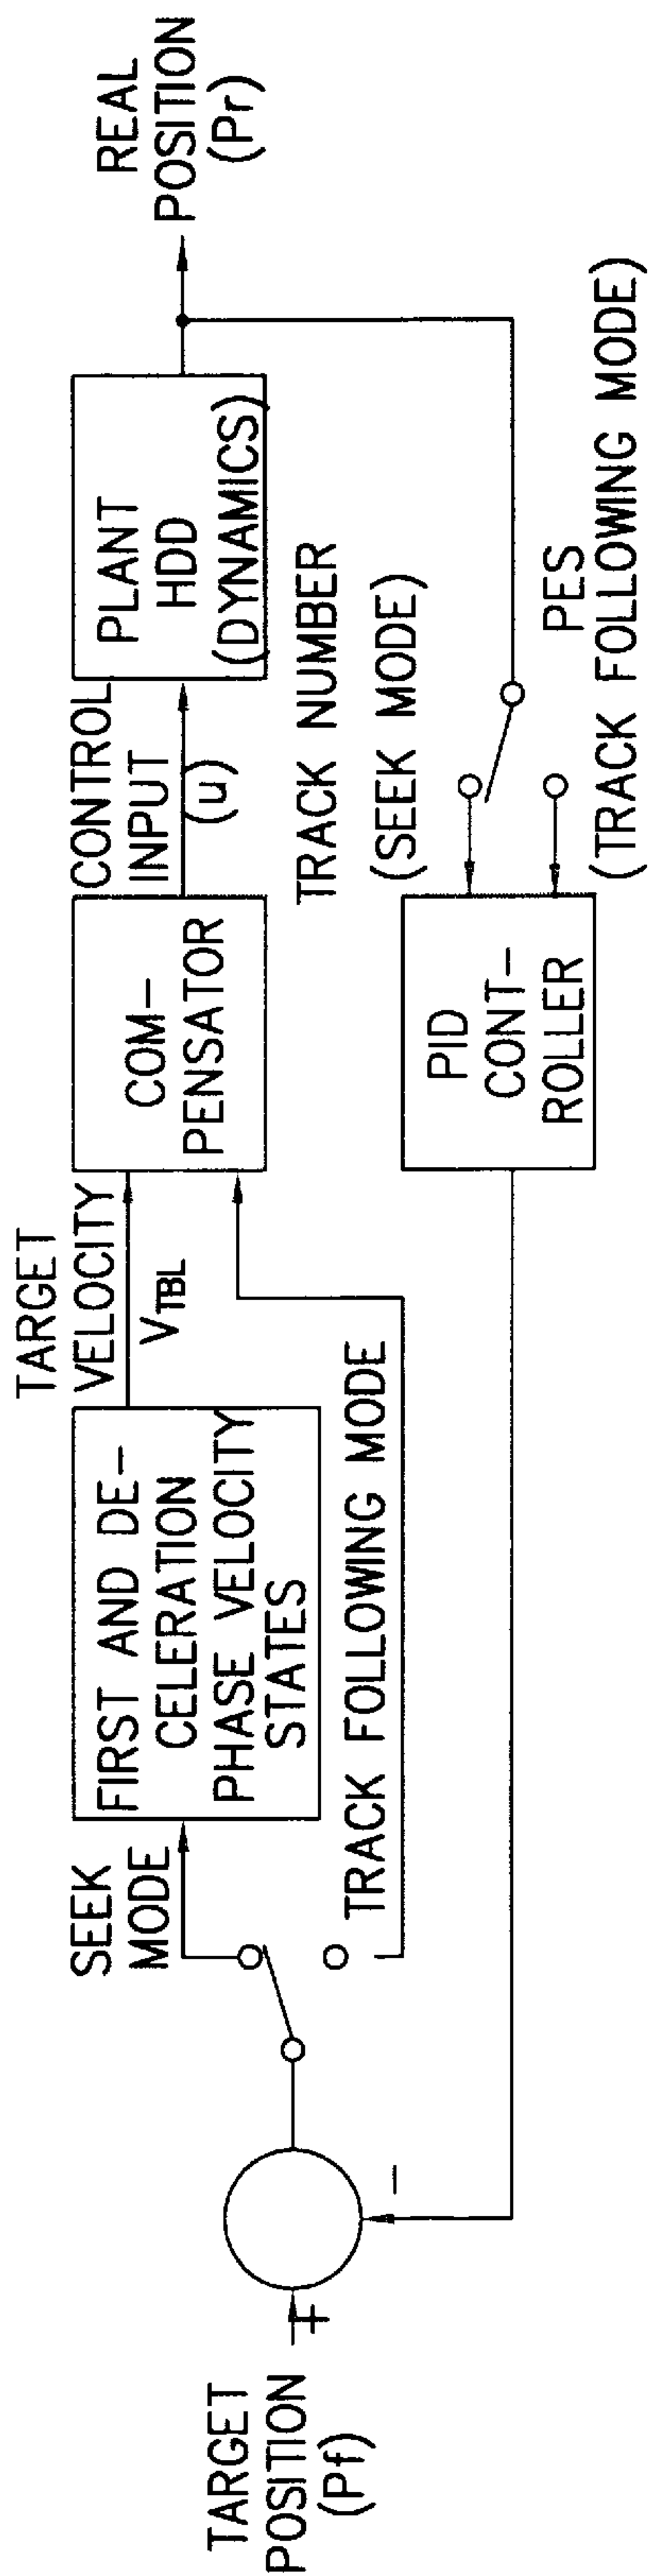 TARGET
POSITION
(Pf)
+
−
SEEK
MODE
FIRST AND DE−
CELERATION
PHASE VELOCITY
STATES
TRACK FOLLOWING MODE
TARGET
VELOCITY
VTBL
COM−
PENSATOR
CONTROL
INPUT
(u)
PLANT
HDD
(DYNAMICS)
REAL
POSITION
(Pr)
TRACK NUMBER
(SEEK MODE)
PID
CONT−
ROLLER
PES
(TRACK FOLLOWING MODE)